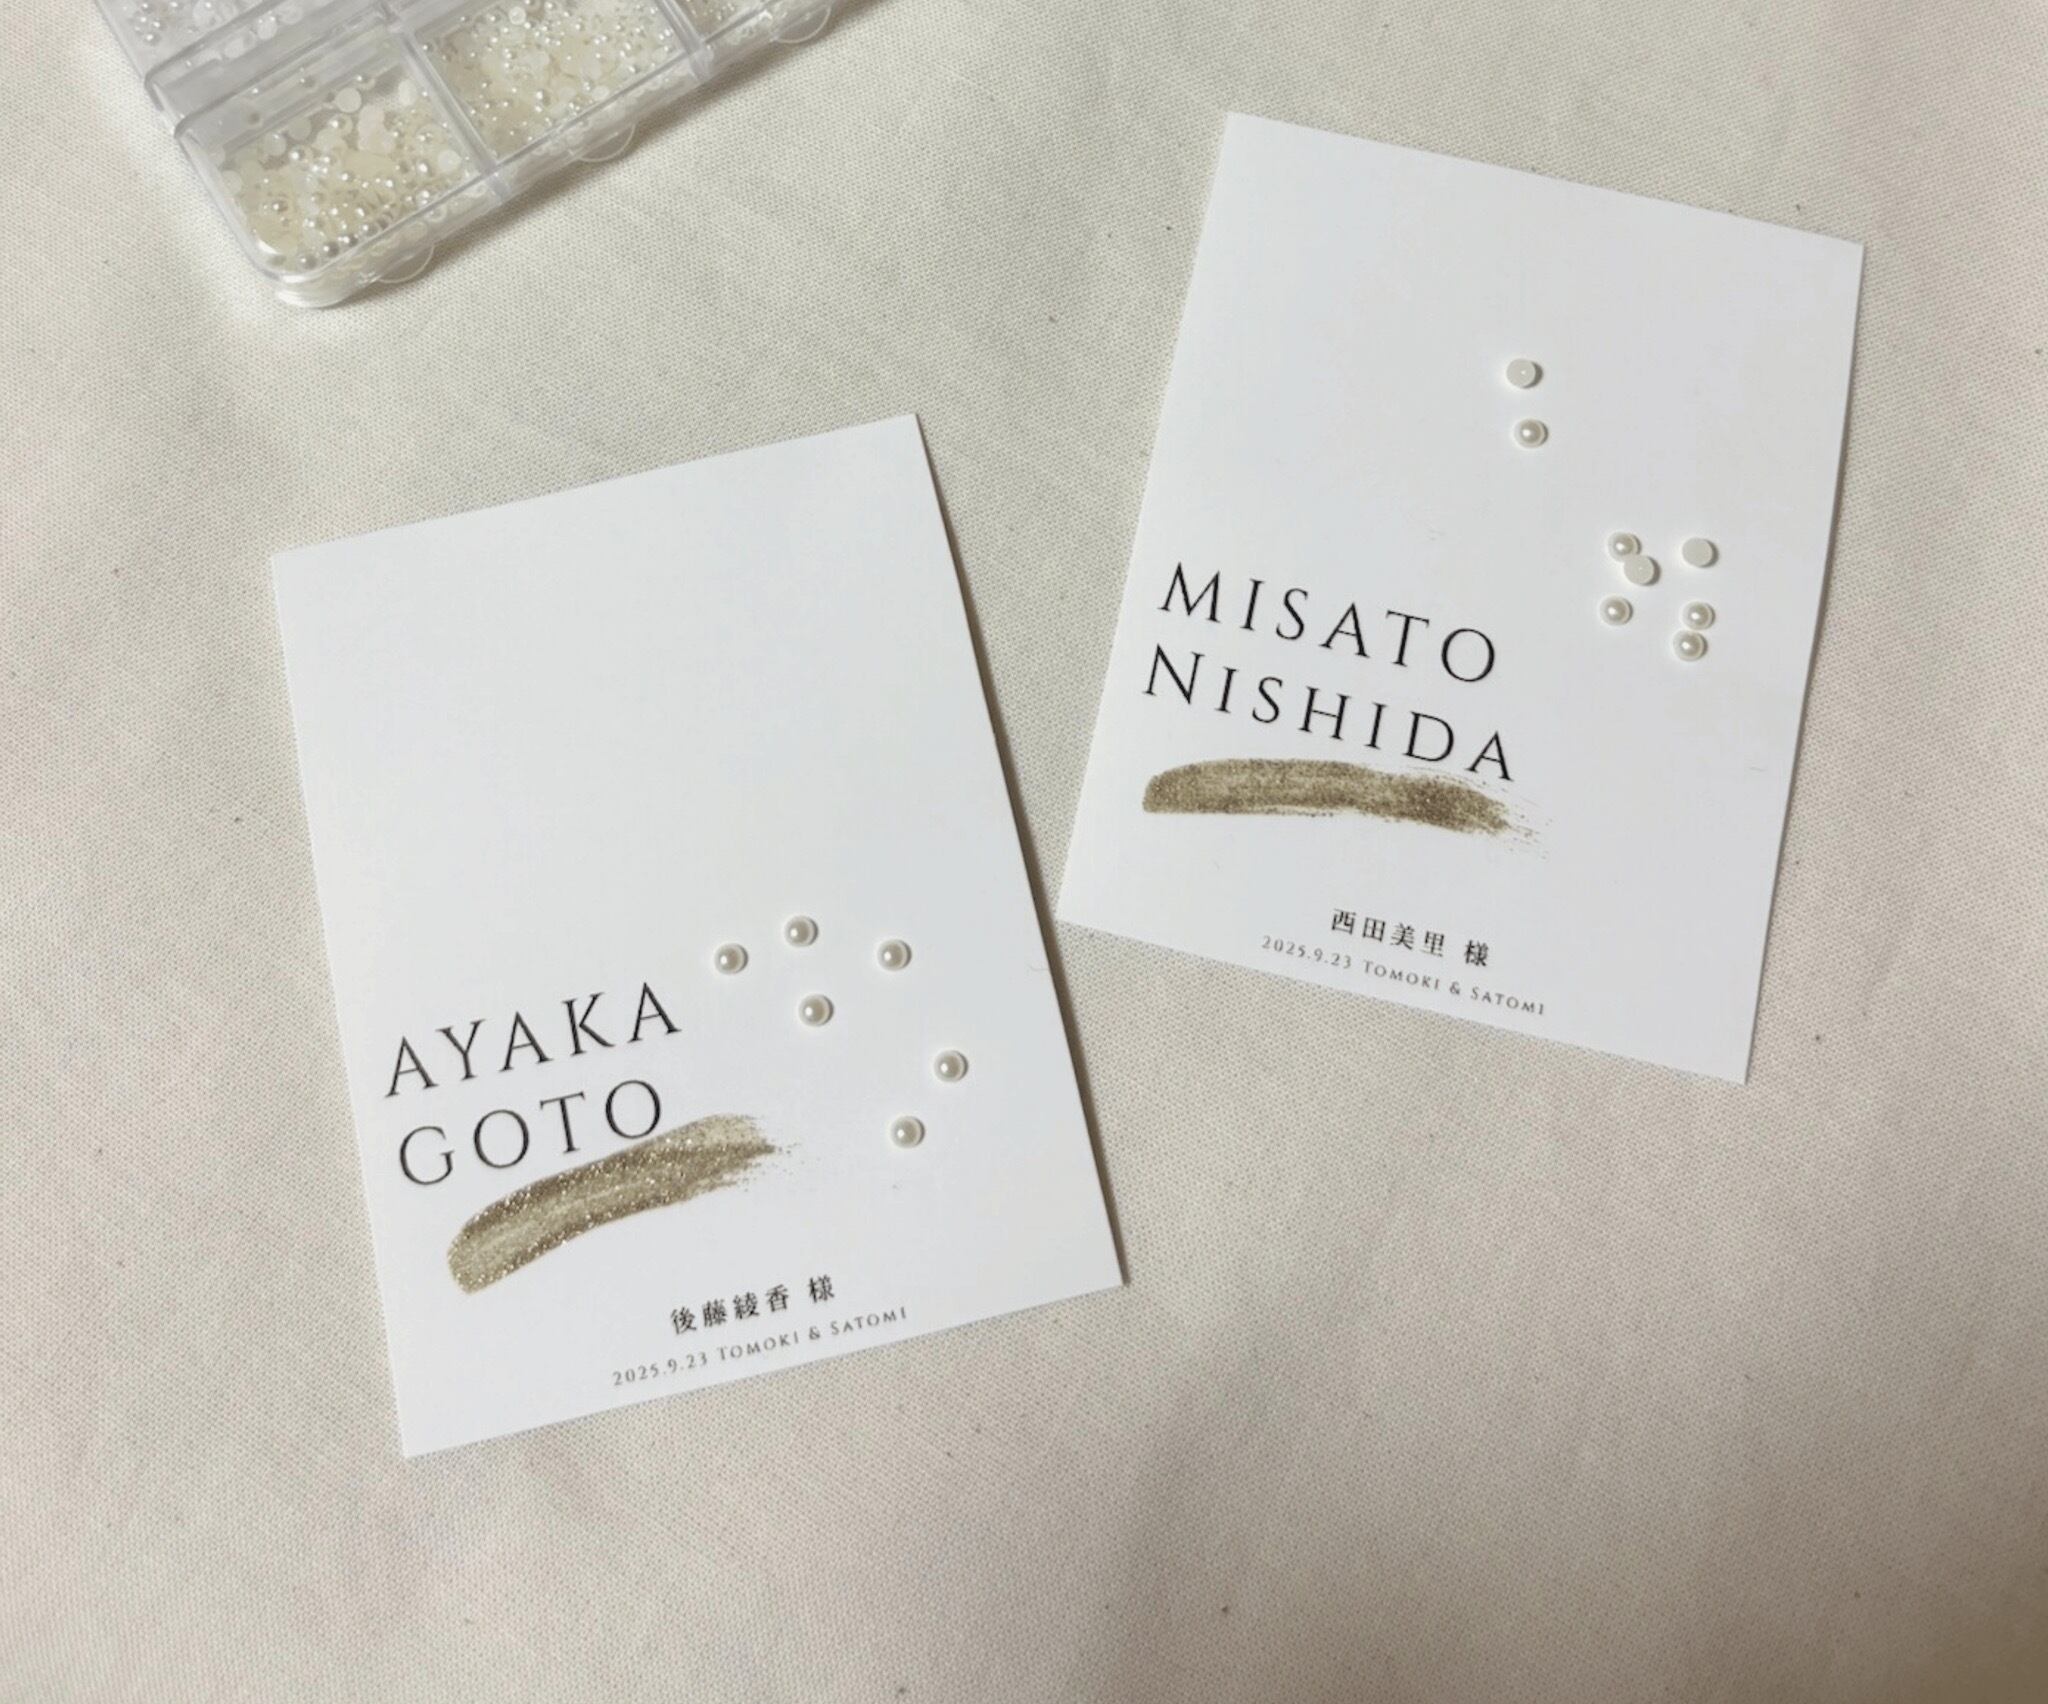 AYAKA
GOTO
後藤綾香 様
2025.9.23 TOMOKI & SATOMI
MISATO
NISHIDA
西田美里 様
2025.9.23 TOMOKI & SATOMI